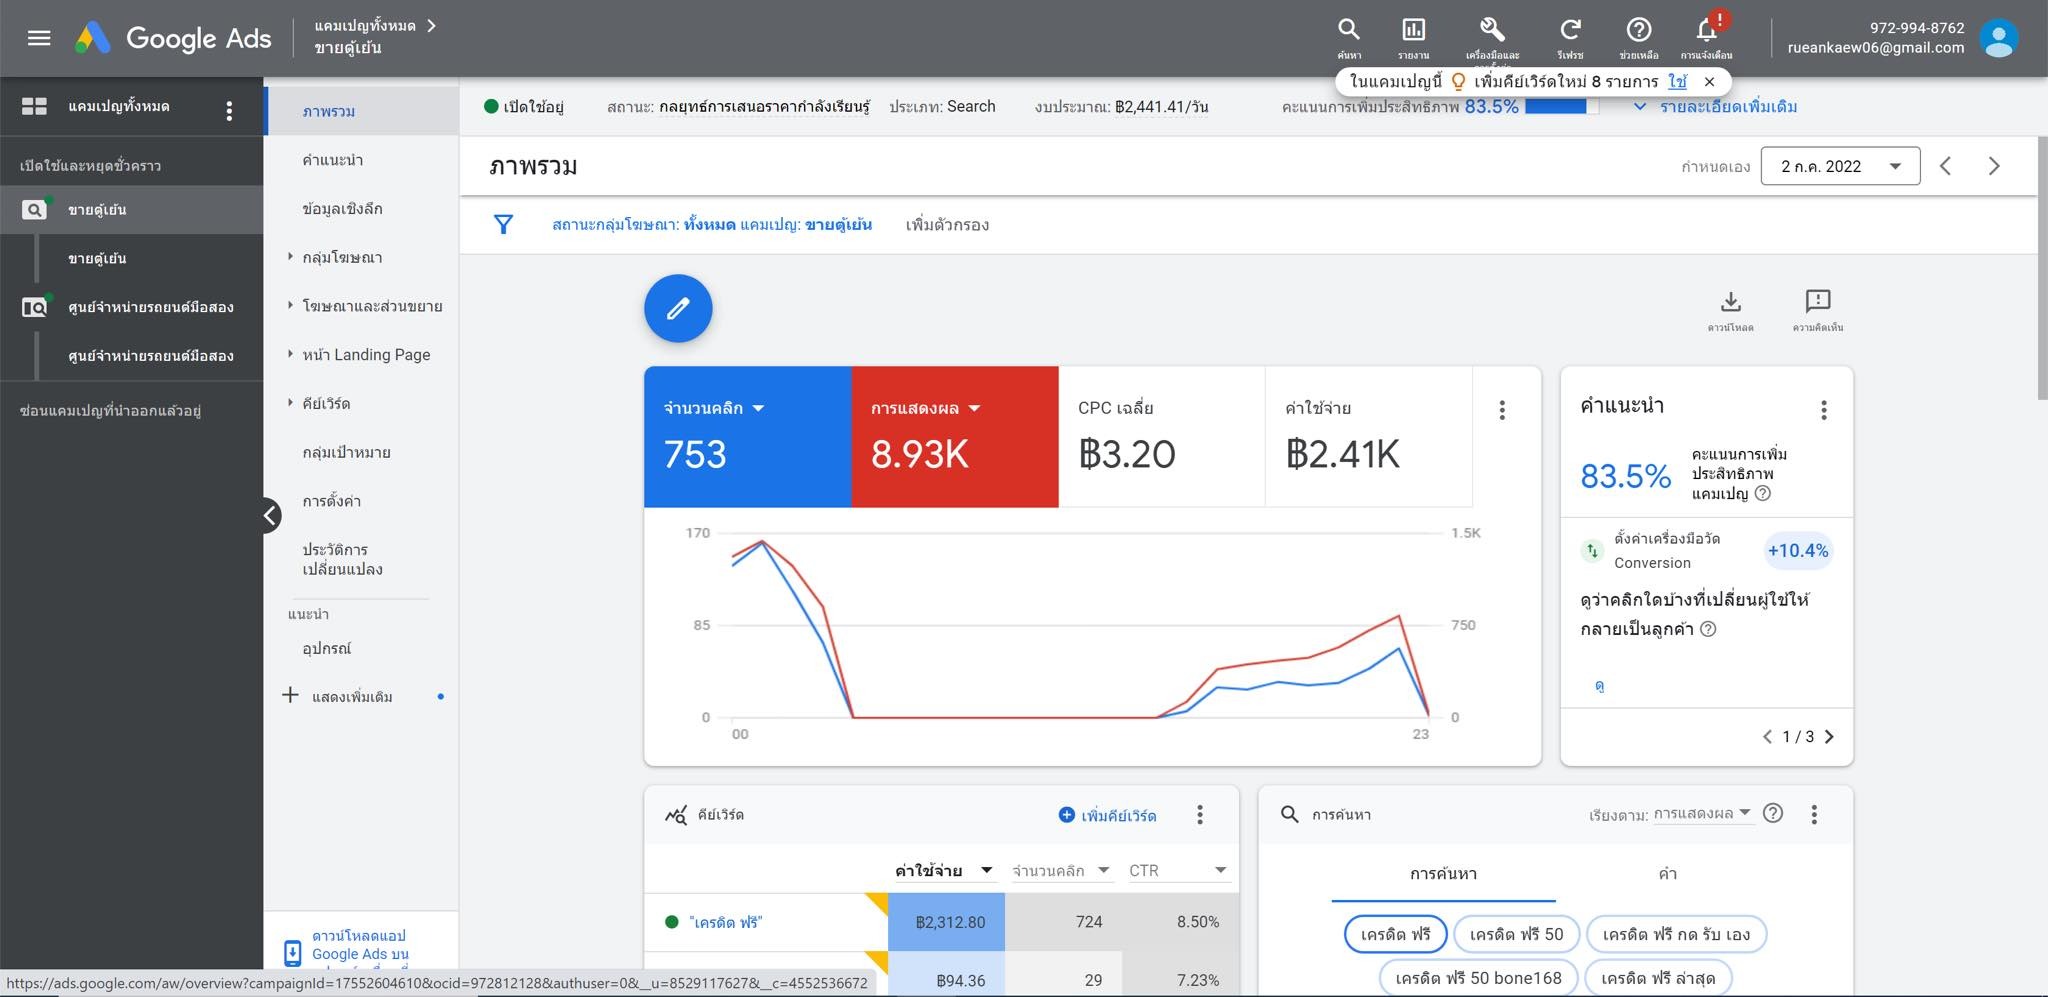 Google Ads
แคมเปญทั้งหมด
ขายตู้เย้น
ค้นหา
รายงาน
เครื่องมือและ
รีเฟรช
ช่วยเหลือ
การแจ้งเตือน
972-994-8762
rueankaew06@gmail.com
ในแคมเปญนี้ เพิ่มคีย์เวิร์ดใหม่ 8 รายการ ใช้
แคมเปญทั้งหมด
เปิดใช้และหยุดชั่วคราว
ขายตู้เย้น
ขายตู้เย้น
ศูนย์จำหน่ายรถยนต์มือสอง
ศูนย์จำหน่ายรถยนต์มือสอง
ซ่อนแคมเปญที่นำออกแล้วอยู่
ภาพรวม
คำแนะนำ
ข้อมูลเชิงลึก
กลุ่มโฆษณา
โฆษณาและส่วนขยาย
หน้า Landing Page
คีย์เวิร์ด
กลุ่มเป้าหมาย
การตั้งค่า
ประวัติการ
เปลี่ยนแปลง
แนะนำ
อุปกรณ์
แสดงเพิ่มเติม
ดาวน์โหลดแอป
Google Ads บน
เปิดใช้อยู่ สถานะ: กลยุทธ์การเสนอราคากำลังเรียนรู้ ประเภท: Search งบประมาณ: ฿2,441.41/วัน คะแนนการเพิ่มประสิทธิภาพ 83.5% รายละเอียดเพิ่มเติม
ภาพรวม
กำหนดเอง 2 ก.ค. 2022
สถานะกลุ่มโฆษณา: ทั้งหมด แคมเปญ: ขายตู้เย้น เพิ่มตัวกรอง
ดาวน์โหลด
ความคิดเห็น
จำนวนคลิก
753
การแสดงผล
8.93K
CPC เฉลี่ย
฿3.20
ค่าใช้จ่าย
฿2.41K
170
85
0
1.5K
750
0
00
23
คำแนะนำ
83.5%
คะแนนการเพิ่ม
ประสิทธิภาพ
แคมเปญ
ตั้งค่าเครื่องมือวัด
Conversion
+10.4%
ดูว่าคลิกใดบ้างที่เปลี่ยนผู้ใช้ให้
กลายเป็นลูกค้า
ดู
1 / 3
คีย์เวิร์ด
เพิ่มคีย์เวิร์ด
ค่าใช้จ่าย จำนวนคลิก CTR
"เครดิต ฟรี" ฿2,312.80 724 8.50%
฿94.36 29 7.23%
การค้นหา
เรียงตาม: การแสดงผล
การค้นหา
คำ
เครดิต ฟรี
เครดิต ฟรี 50
เครดิต ฟรี กด รับ เอง
เครดิต ฟรี 50 bone168
เครดิต ฟรี ล่าสุด
https://ads.google.com/aw/overview?campaignId=17552604610&ocid=972812128&authuser=0&__u=8529117627&__c=4552536672